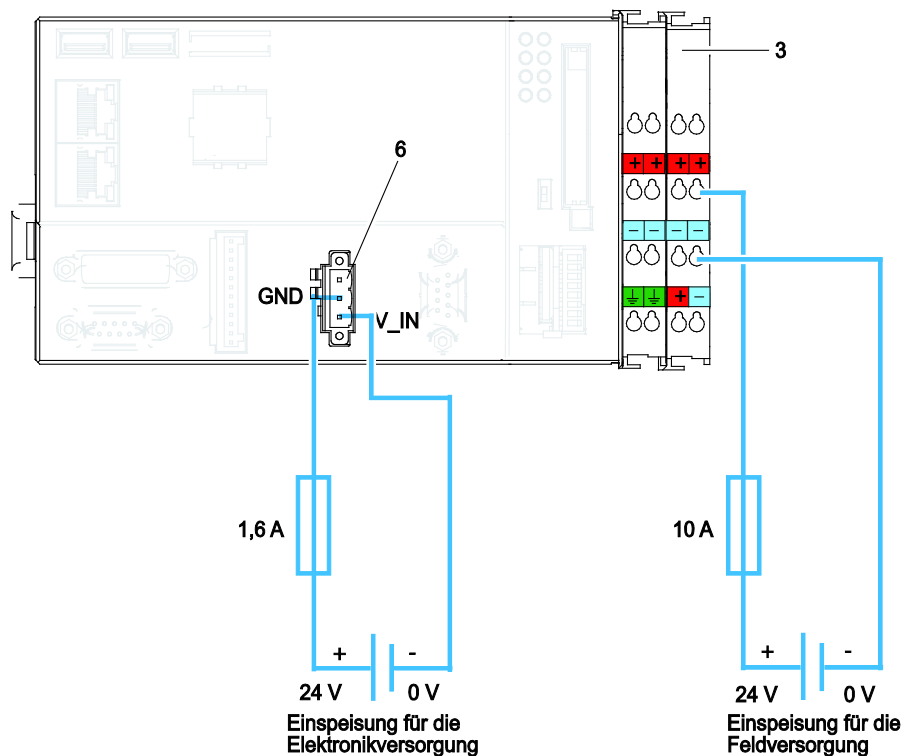 3
6
+ + + +
- - - -
GND
+ -
V_IN
1,6 A
10 A
+ -
+ -
24 V 0 V
24 V 0 V
Einspeisung für die
Elektronikversorgung
Einspeisung für die
Feldversorgung